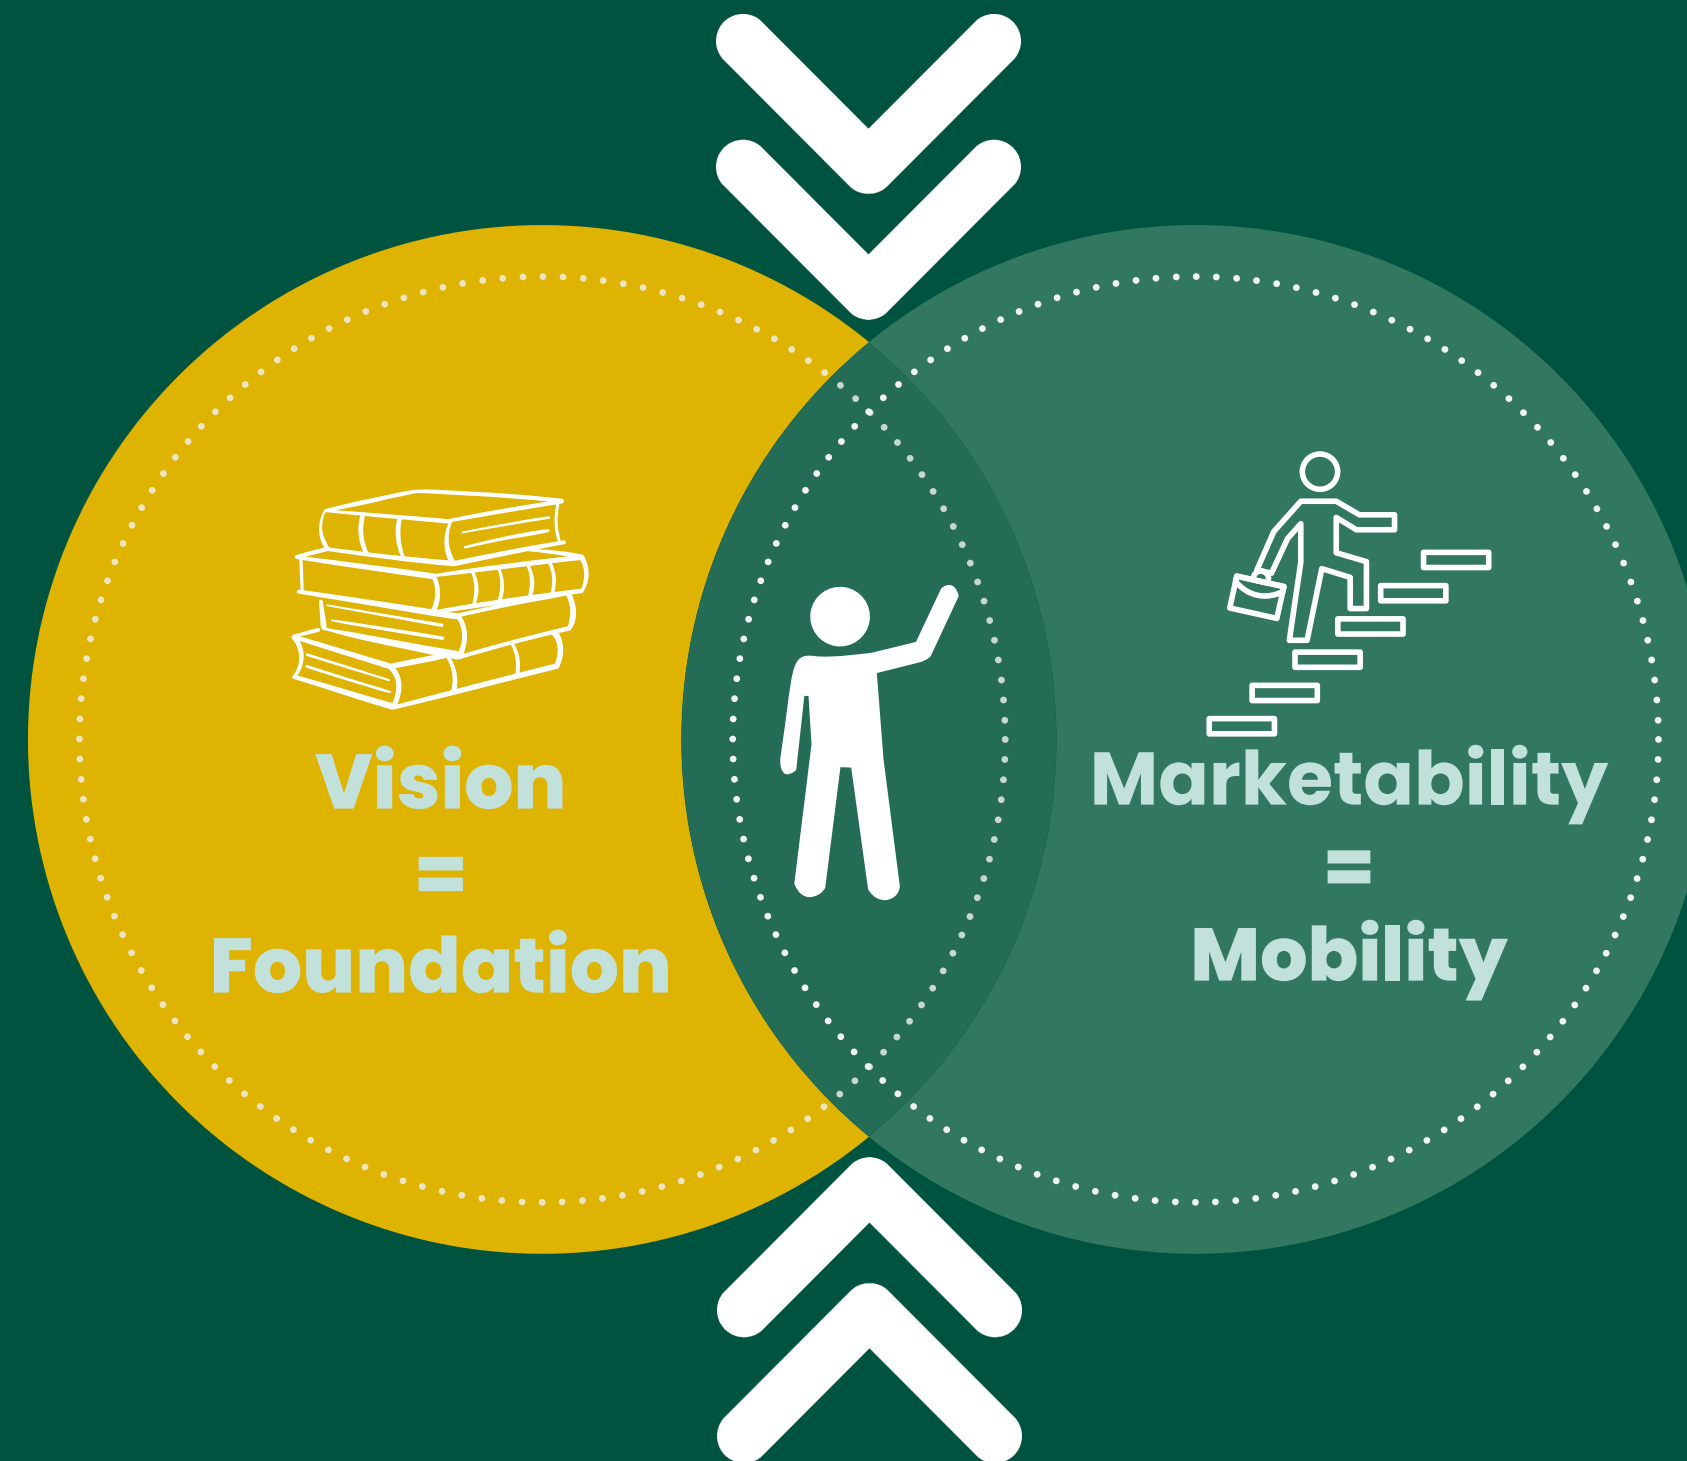 Vision
=
Foundation
Marketability
=
Mobility